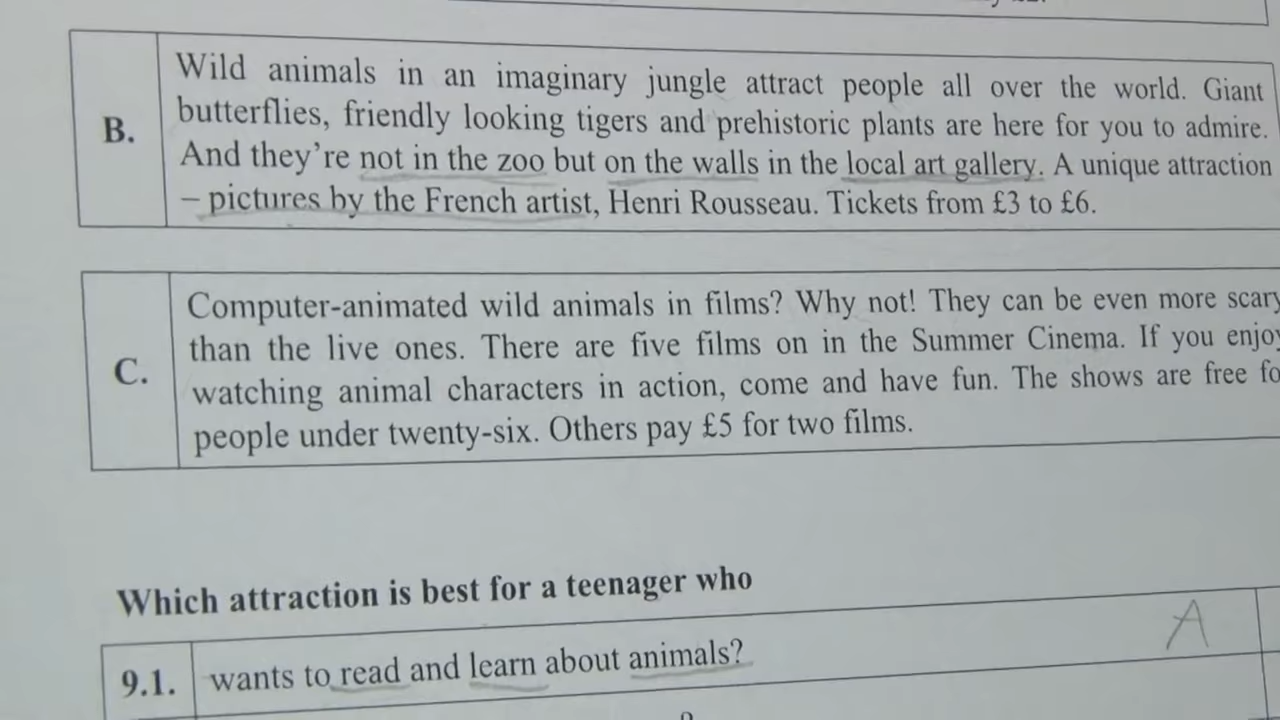 B.
Wild animals in an imaginary jungle attract people all over the world. Giant
butterflies, friendly looking tigers and prehistoric plants are here for you to admire.
And they're not in the zoo but on the walls in the local art gallery. A unique attraction
– pictures by the French artist, Henri Rousseau. Tickets from £3 to £6.
C.
Computer-animated wild animals in films? Why not! They can be even more scary
than the live ones. There are five films on in the Summer Cinema. If you enjoy
watching animal characters in action, come and have fun. The shows are free fo
people under twenty-six. Others pay £5 for two films.
Which attraction is best for a teenager who
9.1. wants to read and learn about animals? A